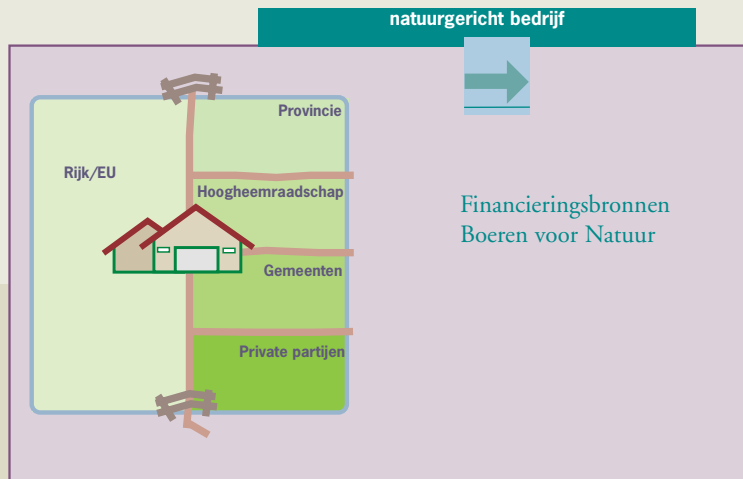 natuurgericht bedrijf
Provincie
Rijk/EU
Hoogheemraadschap
Gemeenten
Private partijen
Financieringsbronnen
Boeren voor Natuur